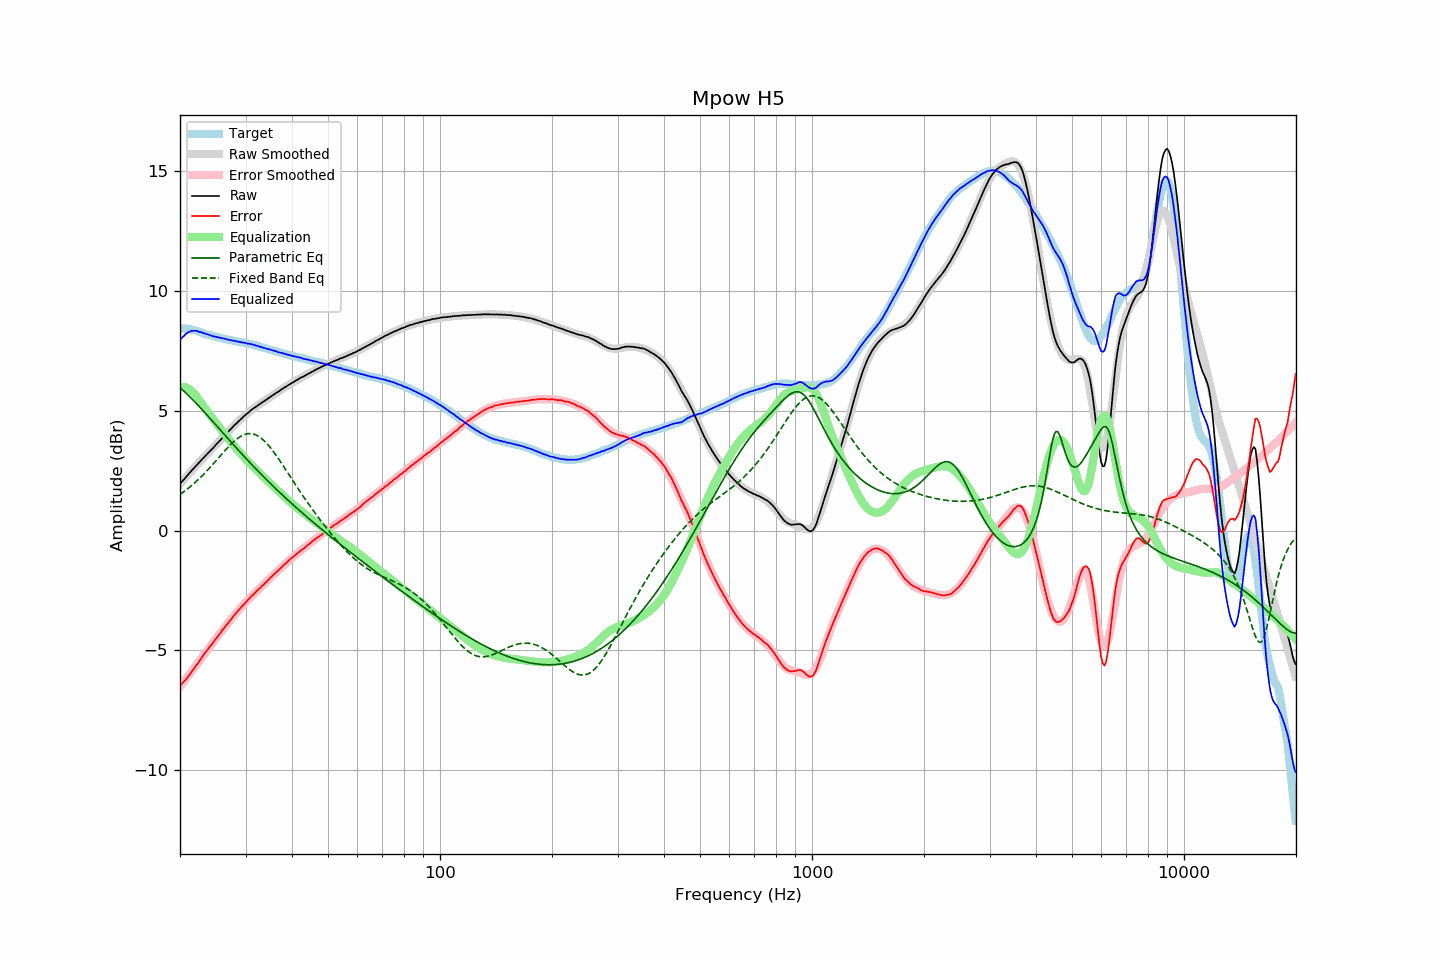 Mpow H5
Target
Raw Smoothed
Error Smoothed
Raw
Error
Equalization
Parametric Eq
Fixed Band Eq
Equalized
15
10
5
0
−5
−10
Amplitude (dBr)
100
1000
10000
Frequency (Hz)